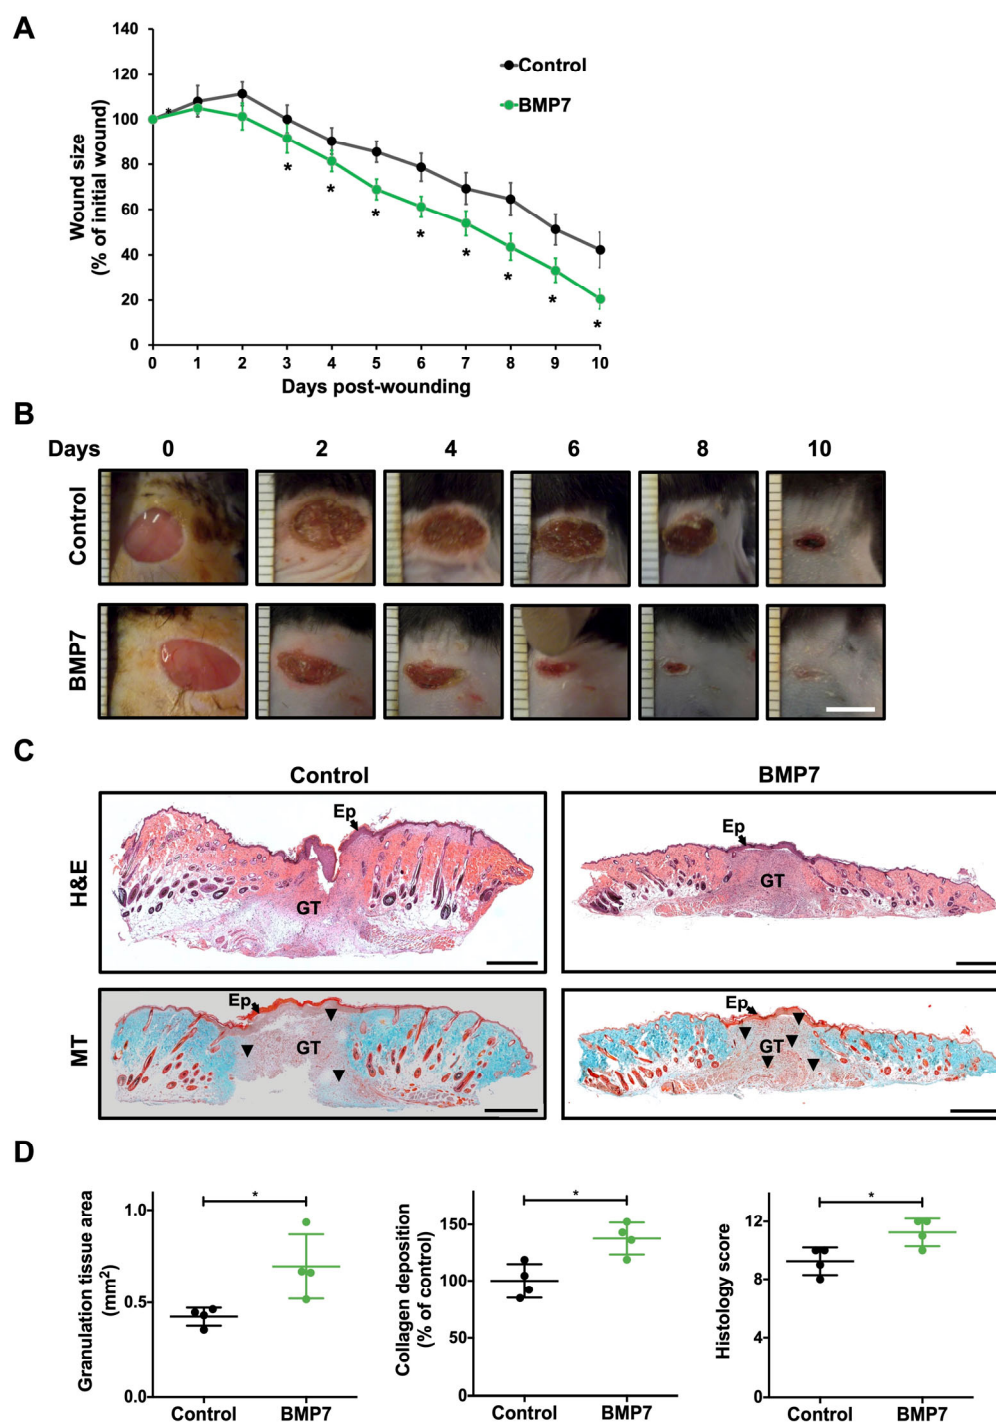 A
140
120
100
80
60
40
20
0
Wound size
(% of initial wound)
Control
BMP7
*
* * * * * * * *
0 1 2 3 4 5 6 7 8 9 10
Days post-wounding
B
Days 0 2 4 6 8 10
Control
BMP7
C
Control BMP7
H&E
Ep
GT
Ep
GT
MT
Ep
GT
Ep
GT
D
Granulation tissue area
(mm2)
1.0
0.5
0.0
*
Control BMP7
Collagen deposition
(% of control)
150
100
50
0
*
Control BMP7
Histology score
12
8
4
0
*
Control BMP7